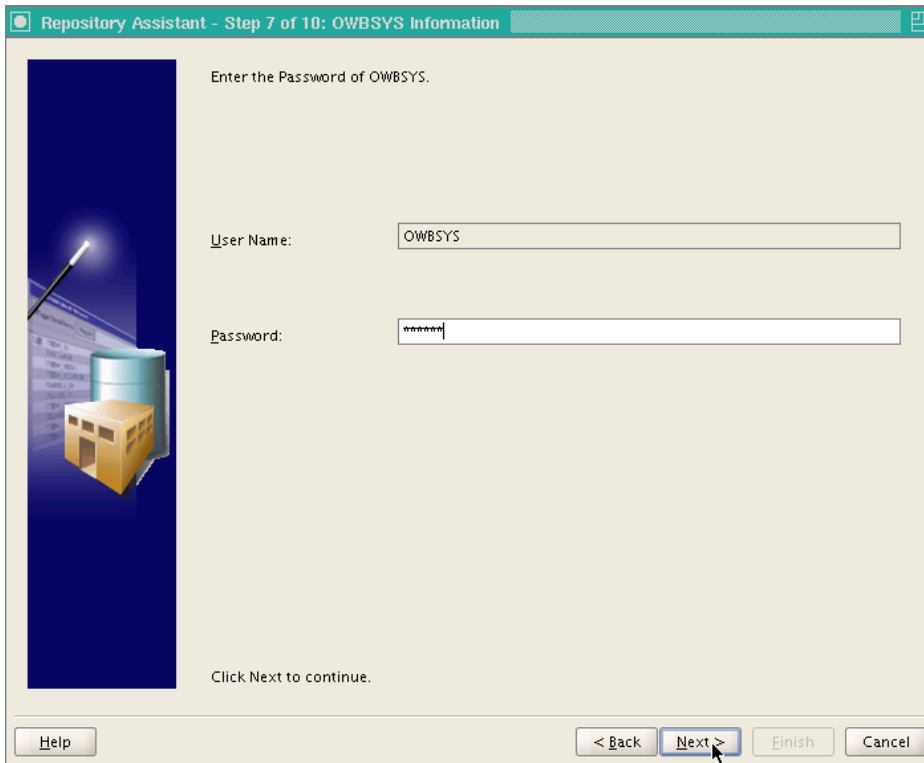 Repository Assistant - Step 7 of 10: OWBSYS Information
Enter the Password of OWBSYS.
User Name:
OWBSYS
Password:
******
Click Next to continue.
Help
< Back
Next >
Finish
Cancel